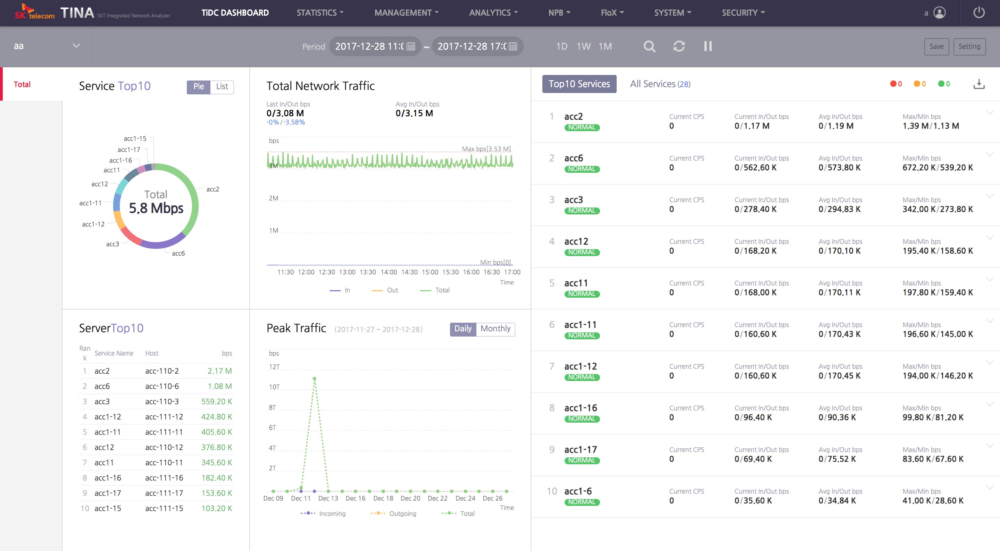 SK telecom TINA SKT Integrated Network Analyzer TiDC DASHBOARD STATISTICS MANAGEMENT ANALYTICS NPB FloX SYSTEM SECURITY a
aa Period 2017-12-28 11:0 ~ 2017-12-28 17:0 1D 1W 1M Save Setting
Total
Service Top10 Pie List
acc1-15
acc1-17
acc1-16
acc11
acc12
acc2
acc1-11
Total
5.8 Mbps
acc1-12
acc3
acc6
Total Network Traffic
Last In/Out bps Avg In/Out bps
0/3.08 M 0/3.15 M
-0%/-3.58%
bps
Max bps[3.53 M]
3M
2M
1M
Min bps[0]
11:30 12:00 12:30 13:00 13:30 14:00 14:30 15:00 15:30 16:00 16:30 17:00
Time
In Out Total
ServerTop10
Rank Service Name Host bps
1 acc2 acc-110-2 2.17 M
2 acc6 acc-110-6 1.08 M
3 acc3 acc-110-3 559.20 K
4 acc1-12 acc-111-12 424.80 K
5 acc1-11 acc-111-11 405.60 K
6 acc12 acc-110-12 376.80 K
7 acc11 acc-110-11 345.60 K
8 acc1-16 acc-111-16 182.40 K
9 acc1-17 acc-111-17 153.60 K
10 acc1-15 acc-111-15 103.20 K
Peak Traffic (2017-11-27 ~ 2017-12-28) Daily Monthly
bps
12T
10T
8T
6T
4T
2T
Dec 09 Dec 11 Dec 13 Dec 16 Dec 18 Dec 20 Dec 22 Dec 24 Dec 26
Time
Incoming Outgoing Total
Top10 Services All Services (28) 0 0 0
1 acc2 Current CPS Current In/Out bps Avg In/Out bps Max/Min bps
NORMAL 0 0/1.17 M 0/1.19 M 1.39 M/1.13 M
2 acc6 Current CPS Current In/Out bps Avg In/Out bps Max/Min bps
NORMAL 0 0/562.60 K 0/573.80 K 672.20 K/539.20 K
3 acc3 Current CPS Current In/Out bps Avg In/Out bps Max/Min bps
NORMAL 0 0/278.40 K 0/294.83 K 342.00 K/273.80 K
4 acc12 Current CPS Current In/Out bps Avg In/Out bps Max/Min bps
NORMAL 0 0/168.20 K 0/170.10 K 195.40 K/158.60 K
5 acc11 Current CPS Current In/Out bps Avg In/Out bps Max/Min bps
NORMAL 0 0/168.00 K 0/170.11 K 197.80 K/159.40 K
6 acc1-11 Current CPS Current In/Out bps Avg In/Out bps Max/Min bps
NORMAL 0 0/160.60 K 0/170.43 K 196.60 K/145.00 K
7 acc1-12 Current CPS Current In/Out bps Avg In/Out bps Max/Min bps
NORMAL 0 0/160.60 K 0/170.45 K 194.00 K/146.20 K
8 acc1-16 Current CPS Current In/Out bps Avg In/Out bps Max/Min bps
NORMAL 0 0/96.40 K 0/90.36 K 99.80 K/81.20 K
9 acc1-17 Current CPS Current In/Out bps Avg In/Out bps Max/Min bps
NORMAL 0 0/69.40 K 0/75.52 K 83.60 K/67.60 K
10 acc1-6 Current CPS Current In/Out bps Avg In/Out bps Max/Min bps
NORMAL 0 0/35.60 K 0/34.84 K 41.00 K/28.60 K